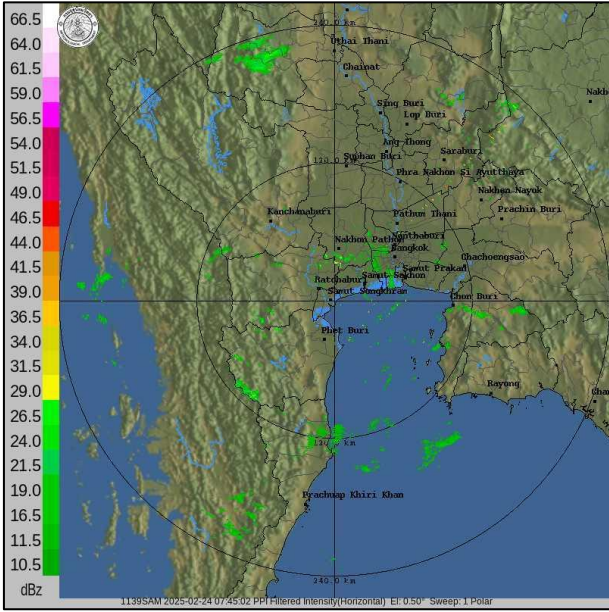 66.5
64.0
61.5
59.0
56.5
54.0
51.5
49.0
46.5
44.0
41.5
39.0
36.5
34.0
31.5
29.0
26.5
24.0
21.5
19.0
16.5
11.5
10.5
dBz
240.0 km
Uthai Thani
Chainat
Nakh
Sing Buri
Lop Buri
Ang Thong
120.0 km
Suphan Buri
Saraburi
Phra Nakhon Si Ayutthaya
Nakhon Nayok
Kanchanaburi
Pathum Thani
Prachin Buri
Nakhon Pathom
Nonthaburi
Bangkok
Chachoengsao
Samut Prakan
Ratchaburi
Samut Sakhon
Samut Songkhram
Chon Buri
Phet Buri
Rayong
Chan
120.0 km
Prachuap Khiri Khan
240.0 km
1139SAM 2025-02-24 07:45:02 PPI Filtered Intensity(Horizontal) El: 0.50° Sweep: 1 Polar